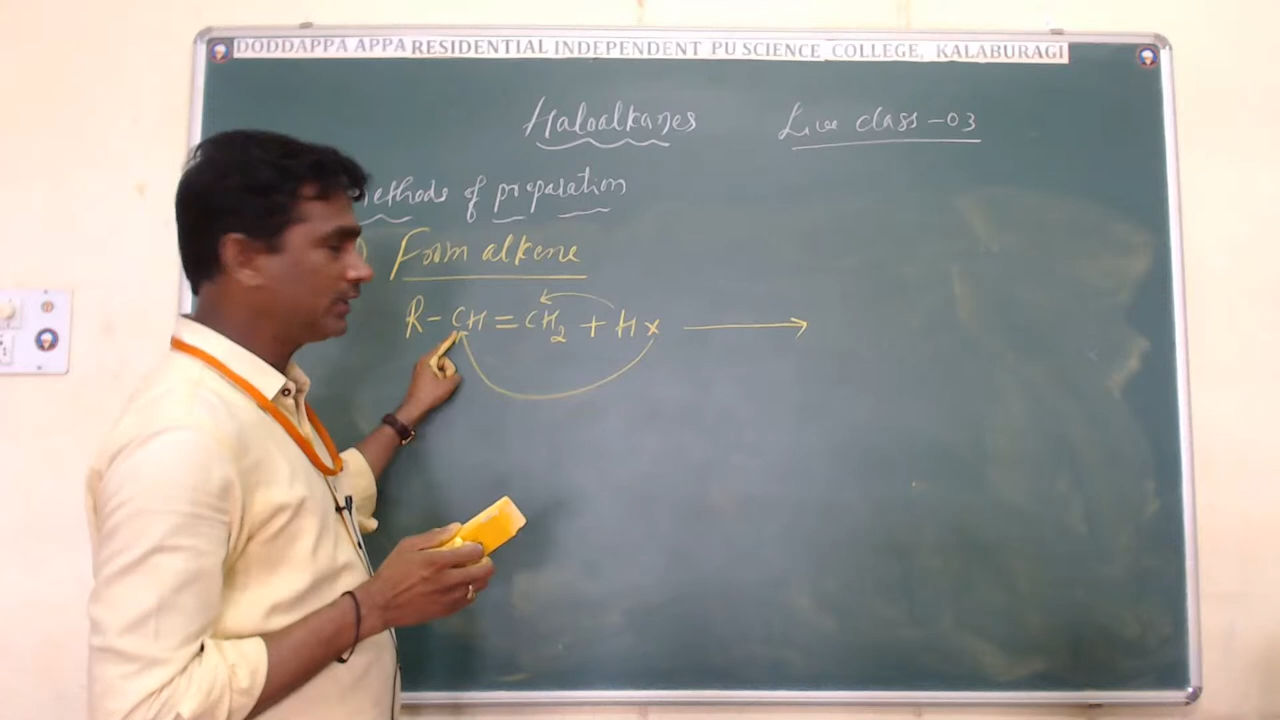 DODDAPPA APPA RESIDENTIAL INDEPENDENT PU SCIENCE COLLEGE, KALABURAGI
Haloalkanes Live class -03
methods of preparation
) From alkene
R-CH=CH2 + Hx ⟶